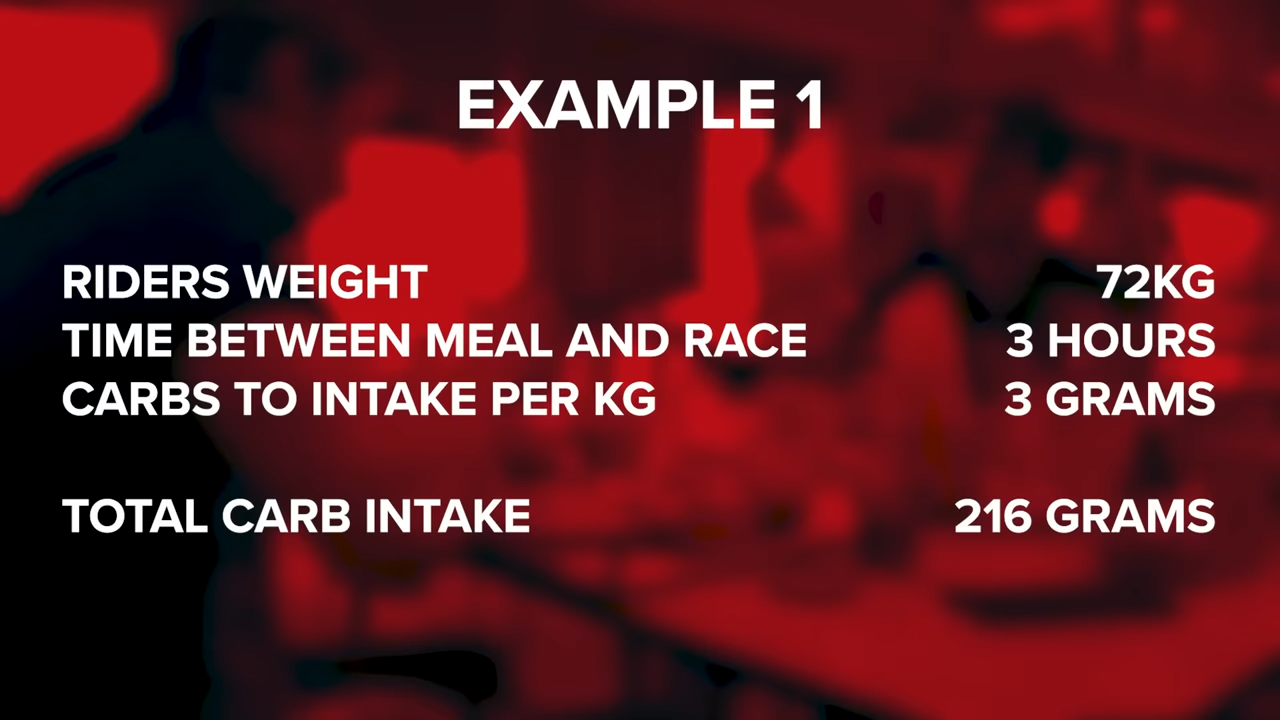 EXAMPLE 1
RIDERS WEIGHT 72KG
TIME BETWEEN MEAL AND RACE 3 HOURS
CARBS TO INTAKE PER KG 3 GRAMS
TOTAL CARB INTAKE 216 GRAMS